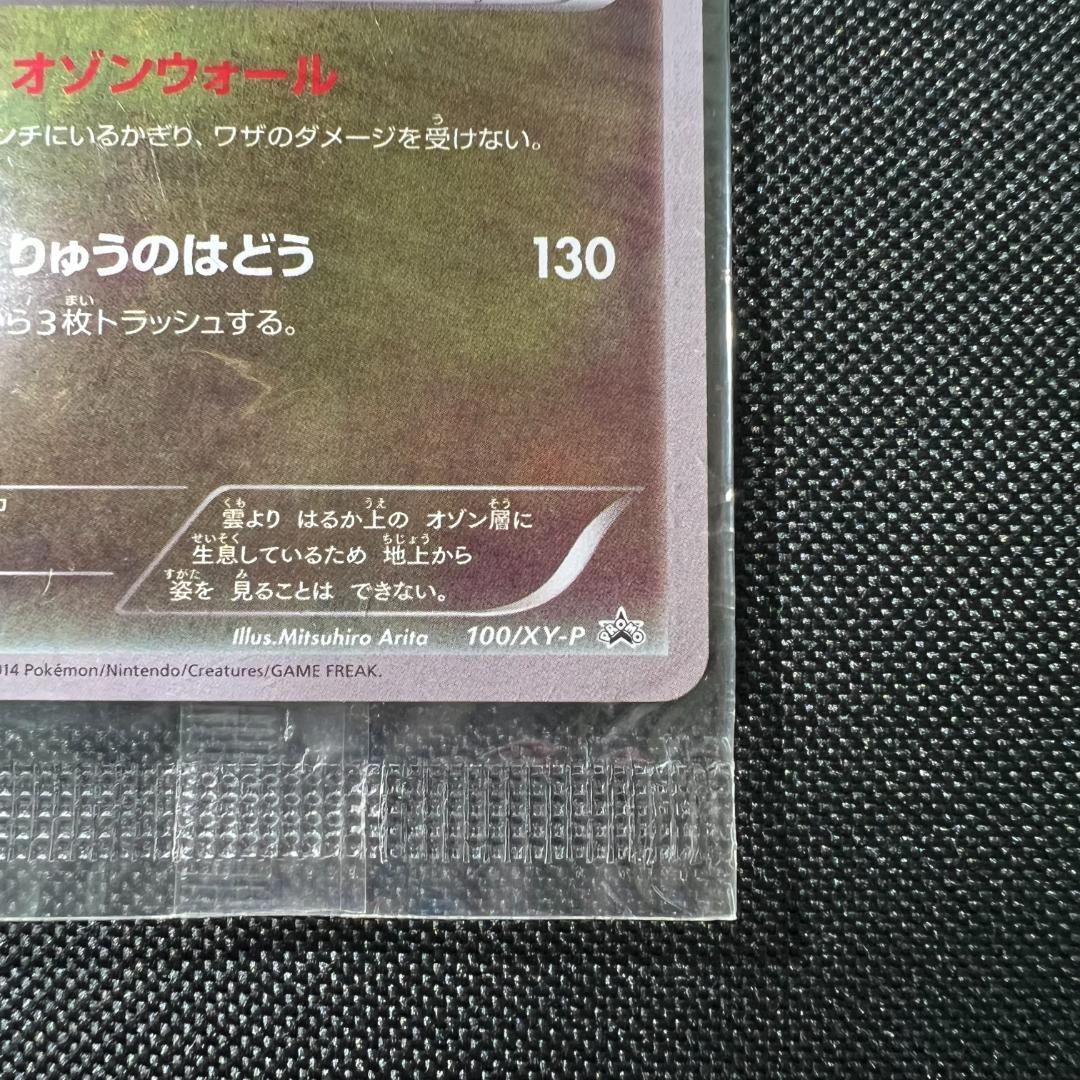 オゾンウォール
ンチにいるかぎり、ワザのダメージを受けない。
りゅうのはどう 130
ら3枚トラッシュする。
雲より はるか上の オゾン層に
生息しているため 地上から
姿を 見ることは できない。
Illus.Mitsuhiro Arita 100/XY-P PROMO
14 Pokémon/Nintendo/Creatures/GAME FREAK.